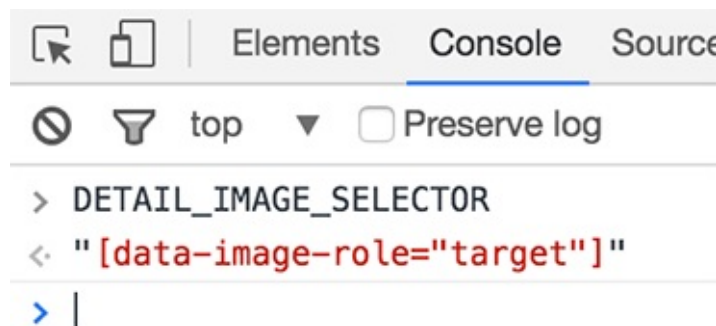 Elements Console Source
top Preserve log
> DETAIL_IMAGE_SELECTOR
"[data-image-role="target"]"
>